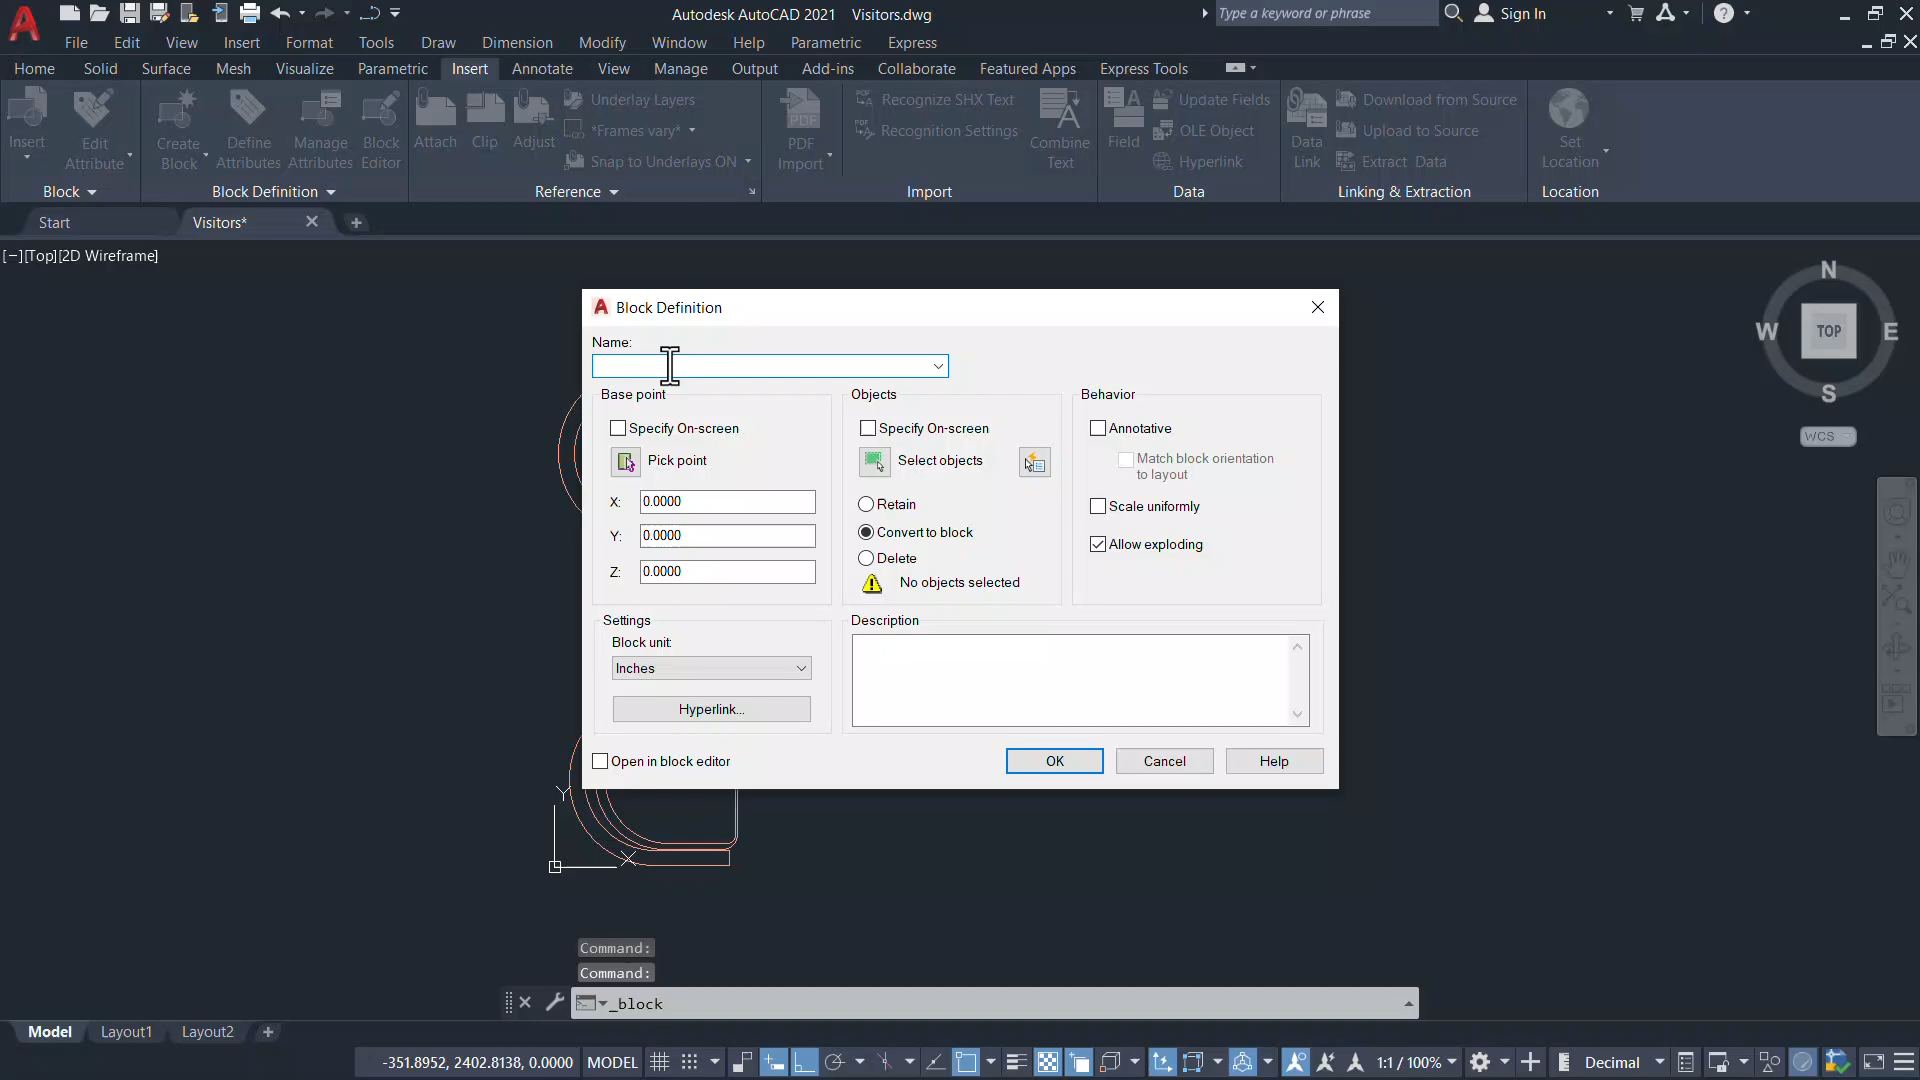 Autodesk AutoCAD 2021 Visitors.dwg
Type a keyword or phrase
Sign In
File Edit View Insert Format Tools Draw Dimension Modify Window Help Parametric Express
Home Solid Surface Mesh Visualize Parametric Insert Annotate View Manage Output Add-ins Collaborate Featured Apps Express Tools
Insert
Edit
Attribute
Create
Block
Define
Attributes
Manage
Attributes
Block
Editor
Attach
Clip
Adjust
Underlay Layers
*Frames vary*
Snap to Underlays ON
PDF
Import
Recognize SHX Text
Recognition Settings
Combine
Text
Field
Update Fields
OLE Object
Hyperlink
Data
Link
Download from Source
Upload to Source
Extract Data
Set
Location
Block Block Definition Reference Import Data Linking & Extraction Location
Start Visitors*
[−][Top][2D Wireframe]
N
W TOP E
S
WCS
Block Definition
Name:
Base point
Specify On-screen
Pick point
X: 0.0000
Y: 0.0000
Z: 0.0000
Objects
Specify On-screen
Select objects
Retain
Convert to block
Delete
No objects selected
Behavior
Annotative
Match block orientation
to layout
Scale uniformly
Allow exploding
Settings
Block unit:
Inches
Hyperlink...
Description
Open in block editor
OK Cancel Help
Y
X
Command:
Command:
_block
Model Layout1 Layout2
-351.8952, 2402.8138, 0.0000 MODEL 1:1 / 100% Decimal